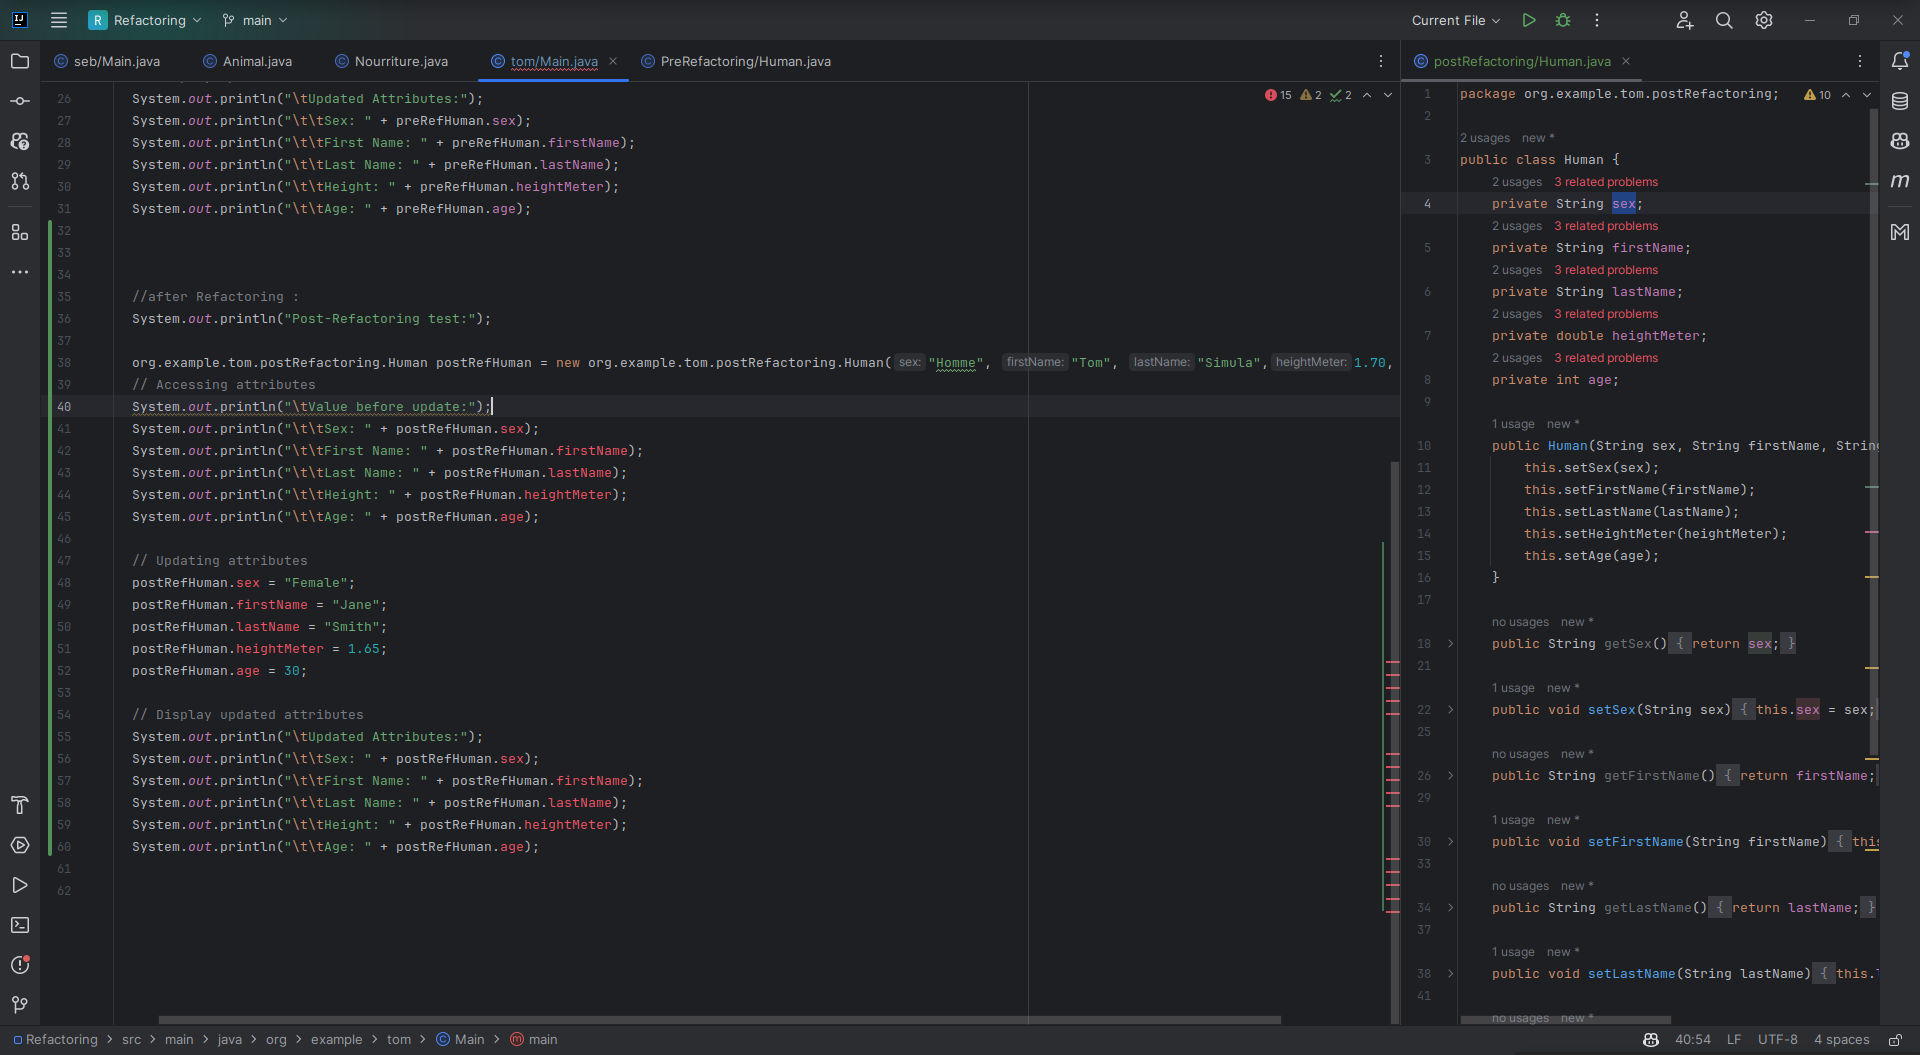 R Refactoring main Current File
seb/Main.java Animal.java Nourriture.java tom/Main.java PreRefactoring/Human.java
26 System.out.println("\tUpdated Attributes:"); 15 2 2
27 System.out.println("\t\tSex: " + preRefHuman.sex);
28 System.out.println("\t\tFirst Name: " + preRefHuman.firstName);
29 System.out.println("\t\tLast Name: " + preRefHuman.lastName);
30 System.out.println("\t\tHeight: " + preRefHuman.heightMeter);
31 System.out.println("\t\tAge: " + preRefHuman.age);
32
33
34
35 //after Refactoring :
36 System.out.println("Post-Refactoring test:");
37
38 org.example.tom.postRefactoring.Human postRefHuman = new org.example.tom.postRefactoring.Human( sex: "Homme", firstName: "Tom", lastName: "Simula", heightMeter: 1.70,
39 // Accessing attributes
40 System.out.println("\tValue before update:");
41 System.out.println("\t\tSex: " + postRefHuman.sex);
42 System.out.println("\t\tFirst Name: " + postRefHuman.firstName);
43 System.out.println("\t\tLast Name: " + postRefHuman.lastName);
44 System.out.println("\t\tHeight: " + postRefHuman.heightMeter);
45 System.out.println("\t\tAge: " + postRefHuman.age);
46
47 // Updating attributes
48 postRefHuman.sex = "Female";
49 postRefHuman.firstName = "Jane";
50 postRefHuman.lastName = "Smith";
51 postRefHuman.heightMeter = 1.65;
52 postRefHuman.age = 30;
53
54 // Display updated attributes
55 System.out.println("\tUpdated Attributes:");
56 System.out.println("\t\tSex: " + postRefHuman.sex);
57 System.out.println("\t\tFirst Name: " + postRefHuman.firstName);
58 System.out.println("\t\tLast Name: " + postRefHuman.lastName);
59 System.out.println("\t\tHeight: " + postRefHuman.heightMeter);
60 System.out.println("\t\tAge: " + postRefHuman.age);
61
62
postRefactoring/Human.java
1 package org.example.tom.postRefactoring; 10
2
2 usages new *
3 public class Human {
2 usages 3 related problems
4 private String sex;
2 usages 3 related problems
5 private String firstName;
2 usages 3 related problems
6 private String lastName;
2 usages 3 related problems
7 private double heightMeter;
2 usages 3 related problems
8 private int age;
9
1 usage new *
10 public Human(String sex, String firstName, String
11 this.setSex(sex);
12 this.setFirstName(firstName);
13 this.setLastName(lastName);
14 this.setHeightMeter(heightMeter);
15 this.setAge(age);
16 }
17
no usages new *
18 public String getSex() { return sex; }
21
1 usage new *
22 public void setSex(String sex) { this.sex = sex;
25
no usages new *
26 public String getFirstName() { return firstName;
29
1 usage new *
30 public void setFirstName(String firstName) { this
33
no usages new *
34 public String getLastName() { return lastName; }
37
1 usage new *
38 public void setLastName(String lastName) { this.
41
no usages new *
Refactoring > src > main > java > org > example > tom > Main > main 40:54 LF UTF-8 4 spaces